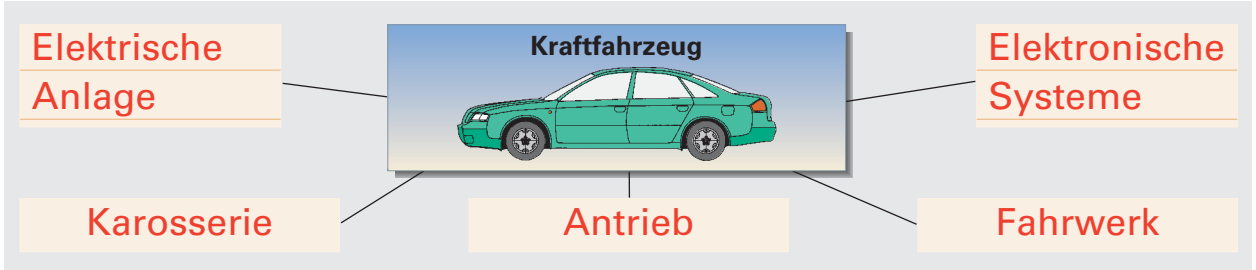 Kraftfahrzeug
Elektrische
Anlage
Elektronische
Systeme
Karosserie
Antrieb
Fahrwerk